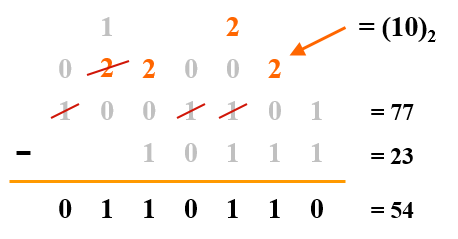 1 2 = (10)₂
0 2 2 0 0 2
1 0 0 1 1 0 1 = 77
- 1 0 1 1 1 = 23
0 1 1 0 1 1 0 = 54